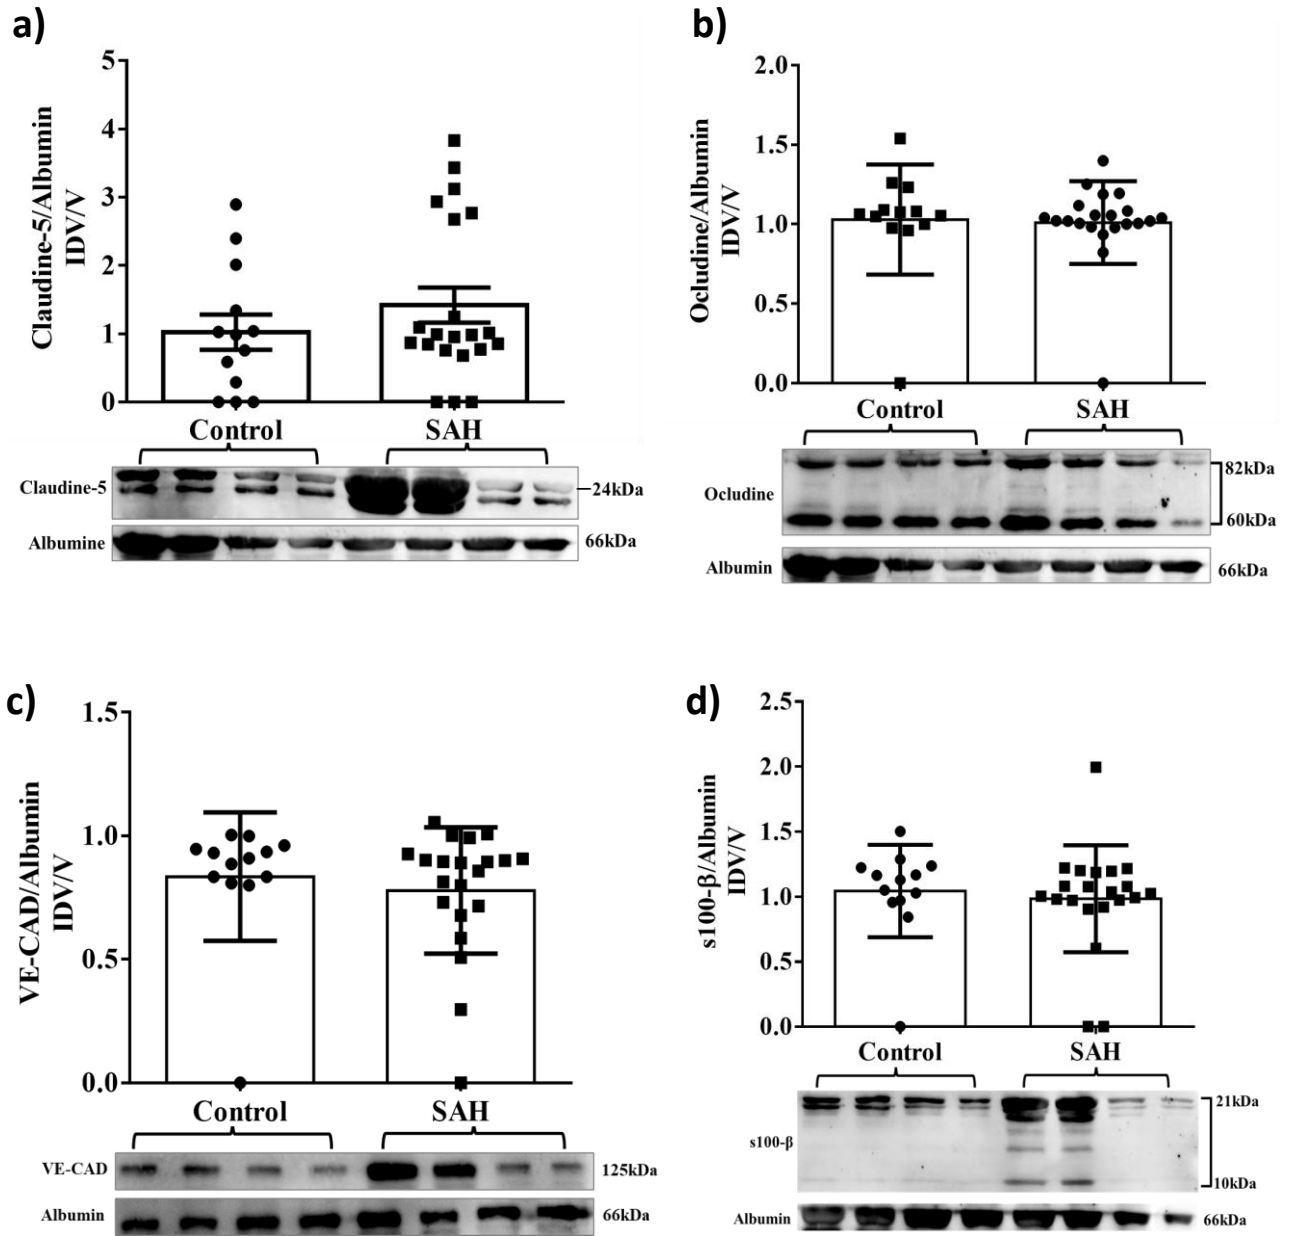 a)
5
4
3
2
1
0
Claudine-5/Albumin
IDV/V
Control
SAH
Claudine-5
24kDa
Albumine
66kDa
b)
2.0
1.5
1.0
0.5
0.0
Ocludine/Albumin
IDV/V
Control
SAH
Ocludine
82kDa
60kDa
Albumin
66kDa
c)
1.5
1.0
0.5
0.0
VE-CAD/Albumin
IDV/V
Control
SAH
VE-CAD
125kDa
Albumin
66kDa
d)
2.5
2.0
1.5
1.0
0.5
0.0
s100-β/Albumin
IDV/V
Control
SAH
s100-β
21kDa
10kDa
Albumin
66kDa